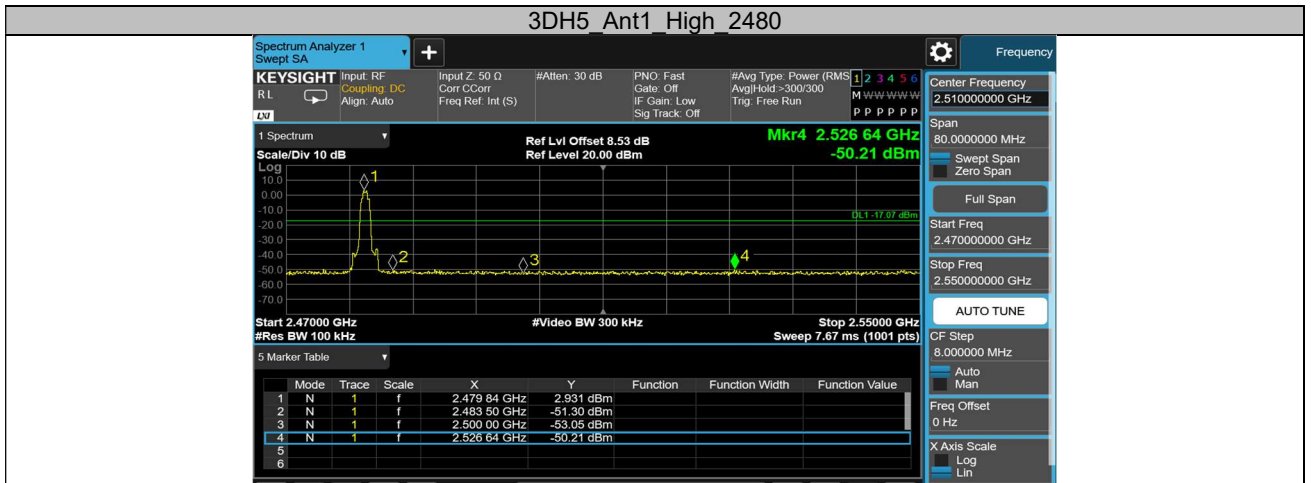 3DH5_Ant1_High_2480
Spectrum Analyzer 1
Swept SA
+
Frequency
KEYSIGHT
RL
LXI
Input: RF
Coupling: DC
Align: Auto
Input Z: 50 Ω
Corr CCorr
Freq Ref: Int (S)
#Atten: 30 dB
PNO: Fast
Gate: Off
IF Gain: Low
Sig Track: Off
#Avg Type: Power (RMS
Avg|Hold:>300/300
Trig: Free Run
1 2 3 4 5 6
M W W W W W
P P P P P P
1 Spectrum
Scale/Div 10 dB
Ref Lvl Offset 8.53 dB
Ref Level 20.00 dBm
Mkr4 2.526 64 GHz
-50.21 dBm
Log
10.0
0.00
-10.0
-20.0
-30.0
-40.0
-50.0
-60.0
-70.0
1
2
3
4
DL1 -17.07 dBm
Start 2.47000 GHz
#Res BW 100 kHz
#Video BW 300 kHz
Stop 2.55000 GHz
Sweep 7.67 ms (1001 pts)
5 Marker Table
Mode Trace Scale X Y Function Function Width Function Value
1 N 1 f 2.479 84 GHz 2.931 dBm
2 N 1 f 2.483 50 GHz -51.30 dBm
3 N 1 f 2.500 00 GHz -53.05 dBm
4 N 1 f 2.526 64 GHz -50.21 dBm
5
6
Center Frequency
2.510000000 GHz
Span
80.0000000 MHz
Swept Span
Zero Span
Full Span
Start Freq
2.470000000 GHz
Stop Freq
2.550000000 GHz
AUTO TUNE
CF Step
8.000000 MHz
Auto
Man
Freq Offset
0 Hz
X Axis Scale
Log
Lin